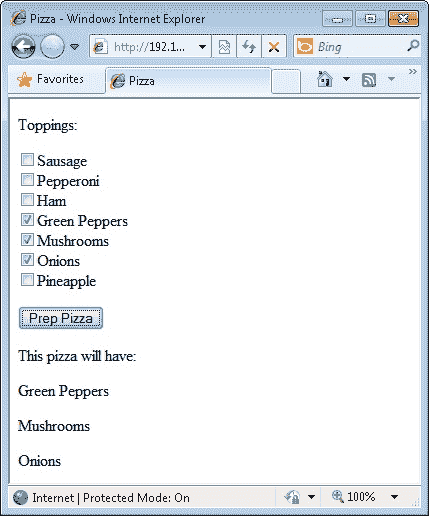 Pizza - Windows Internet Explorer
http://192.1...
Bing
Favorites
Pizza
Toppings:
Sausage
Pepperoni
Ham
Green Peppers
Mushrooms
Onions
Pineapple
Prep Pizza
This pizza will have:
Green Peppers
Mushrooms
Onions
Internet | Protected Mode: On
100%